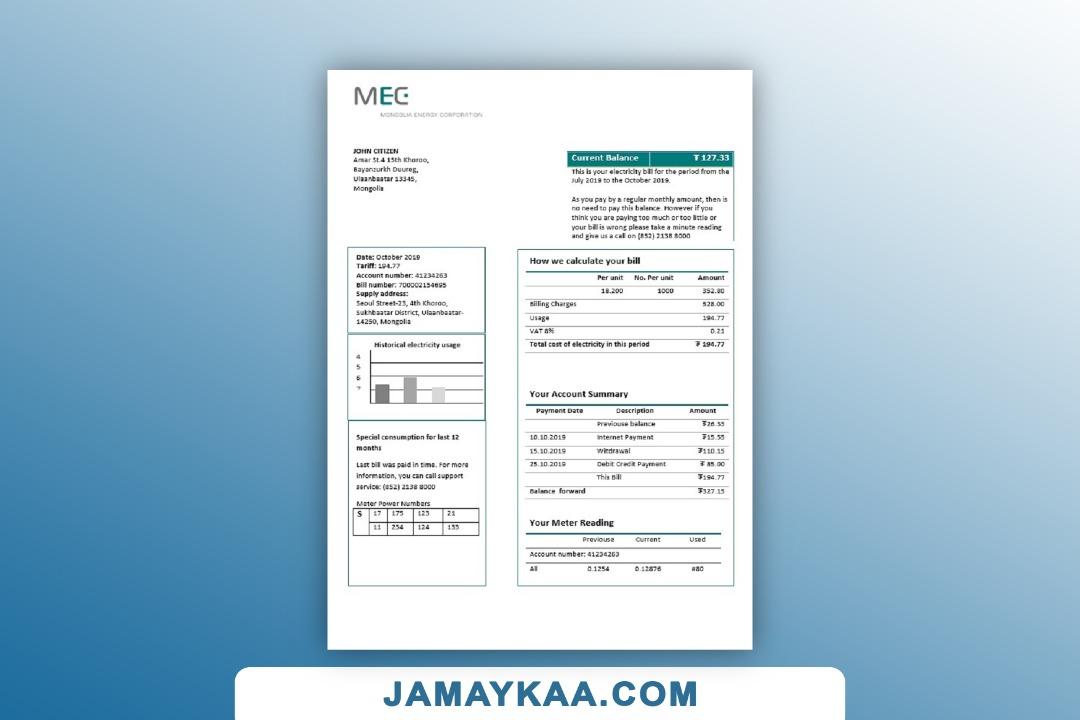 MEC
MONGOLIA ENERGY CORPORATION
JOHN CITIZEN
Amar St.4 15th Khoroo,
Bayanzurkh Duureg,
Ulaanbaatar 13345,
Mongolia
Current Balance ₮ 127.33
This is your electricity bill for the period from the
July 2019 to the October 2019.
As you pay by a regular monthly amount, then is
no need to pay this balance. However if you
think you are paying too much or too little or
your bill is wrong please take a minute reading
and give us a call on (852) 2138 8000
Date: October 2019
Tariff: 194.77
Account number: 41234263
Bill number: 700002154695
Supply address:
Seoul Street-23, 4th Khoroo,
Sukhbaatar District, Ulaanbaatar-
14250, Mongolia
Historical electricity usage
4
5
6
7
Special consumption for last 12
months
Last bill was paid in time. For more
information, you can call support
service: (852) 2138 8000
Meter Power Numbers
S 17 175 123 21
11 234 124 133
How we calculate your bill
Per unit No. Per unit Amount
18.200 1000 352.80
Billing Charges 528.00
Usage 194.77
VAT 8% 0.21
Total cost of electricity in this period ₮ 194.77
Your Account Summary
Payment Date Description Amount
Previouse balance ₮26.33
10.10.2019 Internet Payment ₮15.55
15.10.2019 Witdrawal ₮110.15
25.10.2019 Debit Credit Payment ₮ 85.00
This Bill ₮194.77
Balance forward ₮327.15
Your Meter Reading
Previouse Current Used
Account number: 41234263
All 0.1254 0.12876 #80
JAMAYKAA.COM